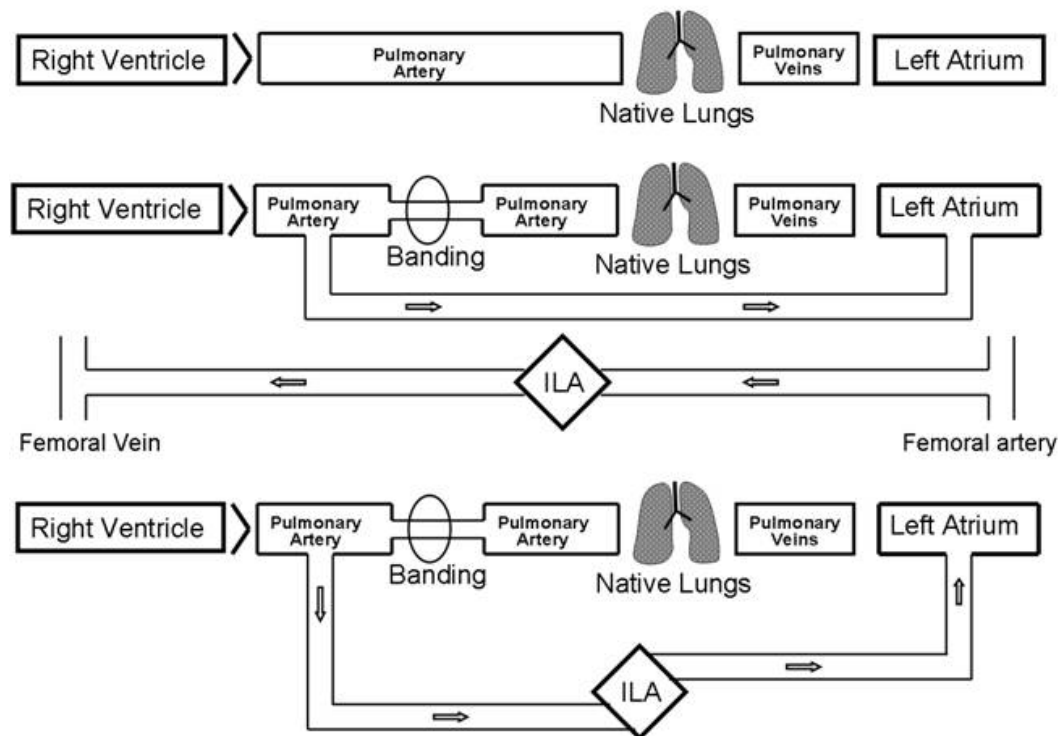 Right Ventricle
Pulmonary
Artery
Pulmonary
Veins
Left Atrium
Native Lungs
Right Ventricle
Pulmonary
Artery
Pulmonary
Artery
Pulmonary
Veins
Left Atrium
Banding
Native Lungs
ILA
Femoral Vein
Femoral artery
Right Ventricle
Pulmonary
Artery
Pulmonary
Artery
Pulmonary
Veins
Left Atrium
Banding
Native Lungs
ILA